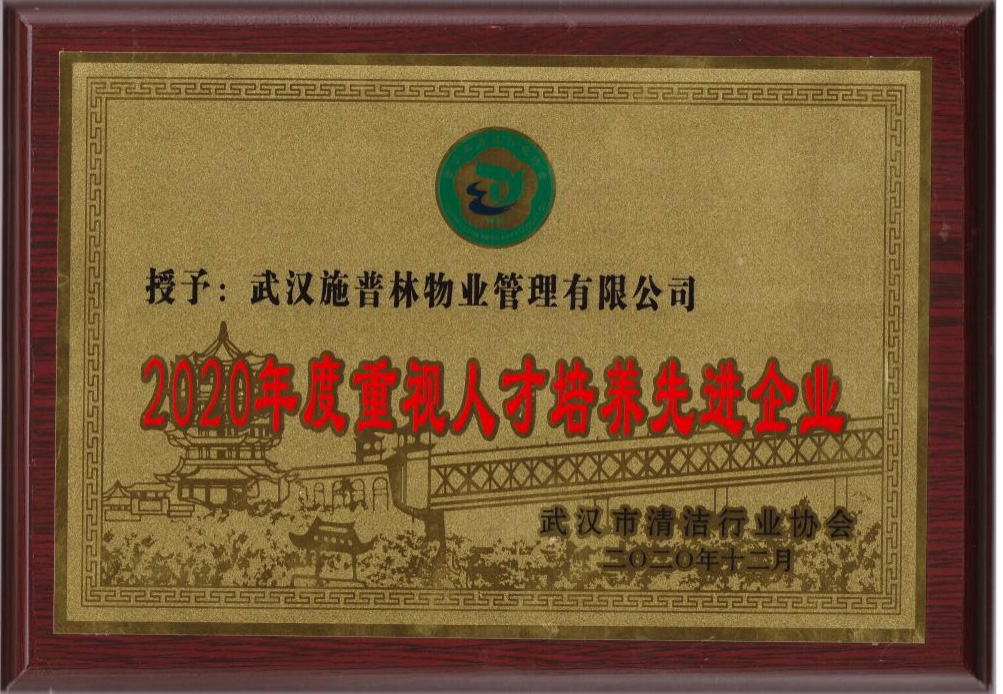 授予：武汉施普林物业管理有限公司
2020年度重视人才培养先进企业
武汉市清洁行业协会
二〇二〇年十二月